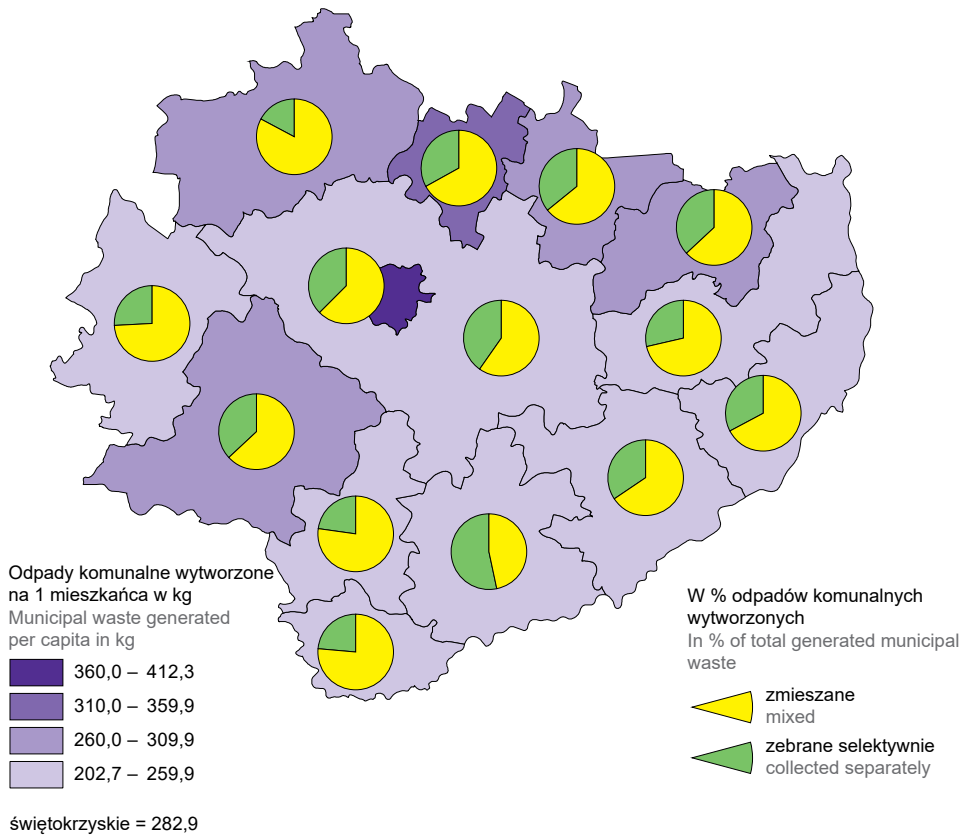 Odpady komunalne wytworzone
na 1 mieszkańca w kg
Municipal waste generated
per capita in kg
360,0 – 412,3
310,0 – 359,9
260,0 – 309,9
202,7 – 259,9
świętokrzyskie = 282,9
W % odpadów komunalnych
wytworzonych
In % of total generated municipal
waste
zmieszane
mixed
zebrane selektywnie
collected separately